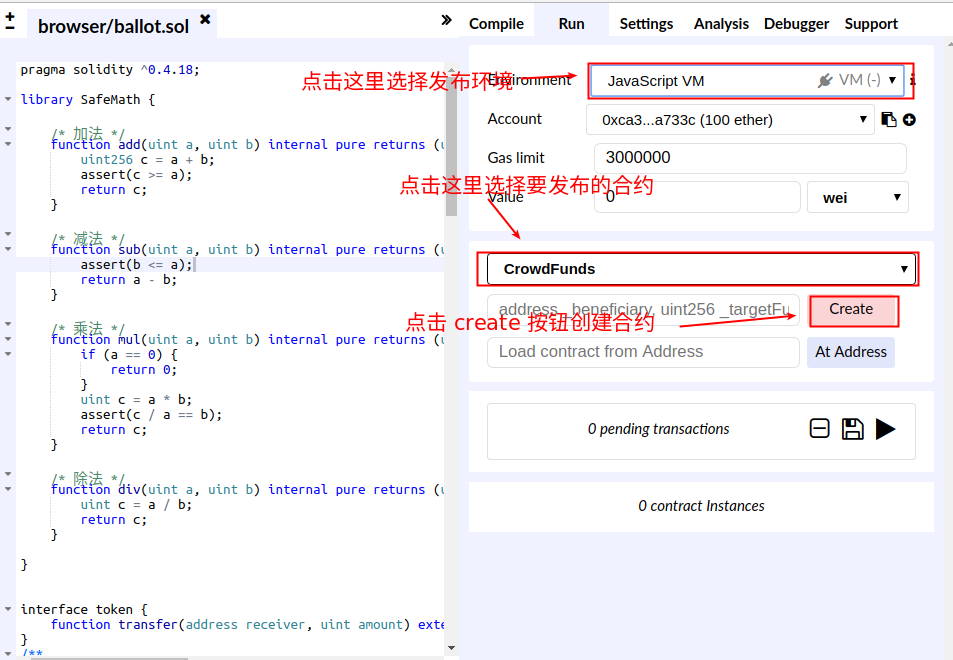 browser/ballot.sol
Compile Run Settings Analysis Debugger Support
pragma solidity ^0.4.18;
library SafeMath {
/* 加法 */
function add(uint a, uint b) internal pure returns (u
uint256 c = a + b;
assert(c >= a);
return c;
}
/* 减法 */
function sub(uint a, uint b) internal pure returns (u
assert(b <= a);
return a - b;
}
/* 乘法 */
function mul(uint a, uint b) internal pure returns (u
if (a == 0) {
return 0;
}
uint c = a * b;
assert(c / a == b);
return c;
}
/* 除法 */
function div(uint a, uint b) internal pure returns (u
uint c = a / b;
return c;
}
}
interface token {
function transfer(address receiver, uint amount) exte
}
/**
点击这里选择发布环境
Environment
JavaScript VM VM (-)
Account
0xca3...a733c (100 ether)
Gas limit
3000000
点击这里选择要发布的合约
Value
0
wei
CrowdFunds
address _beneficiary, uint256 _targetFu
Create
点击 create 按钮创建合约
Load contract from Address
At Address
0 pending transactions
0 contract Instances